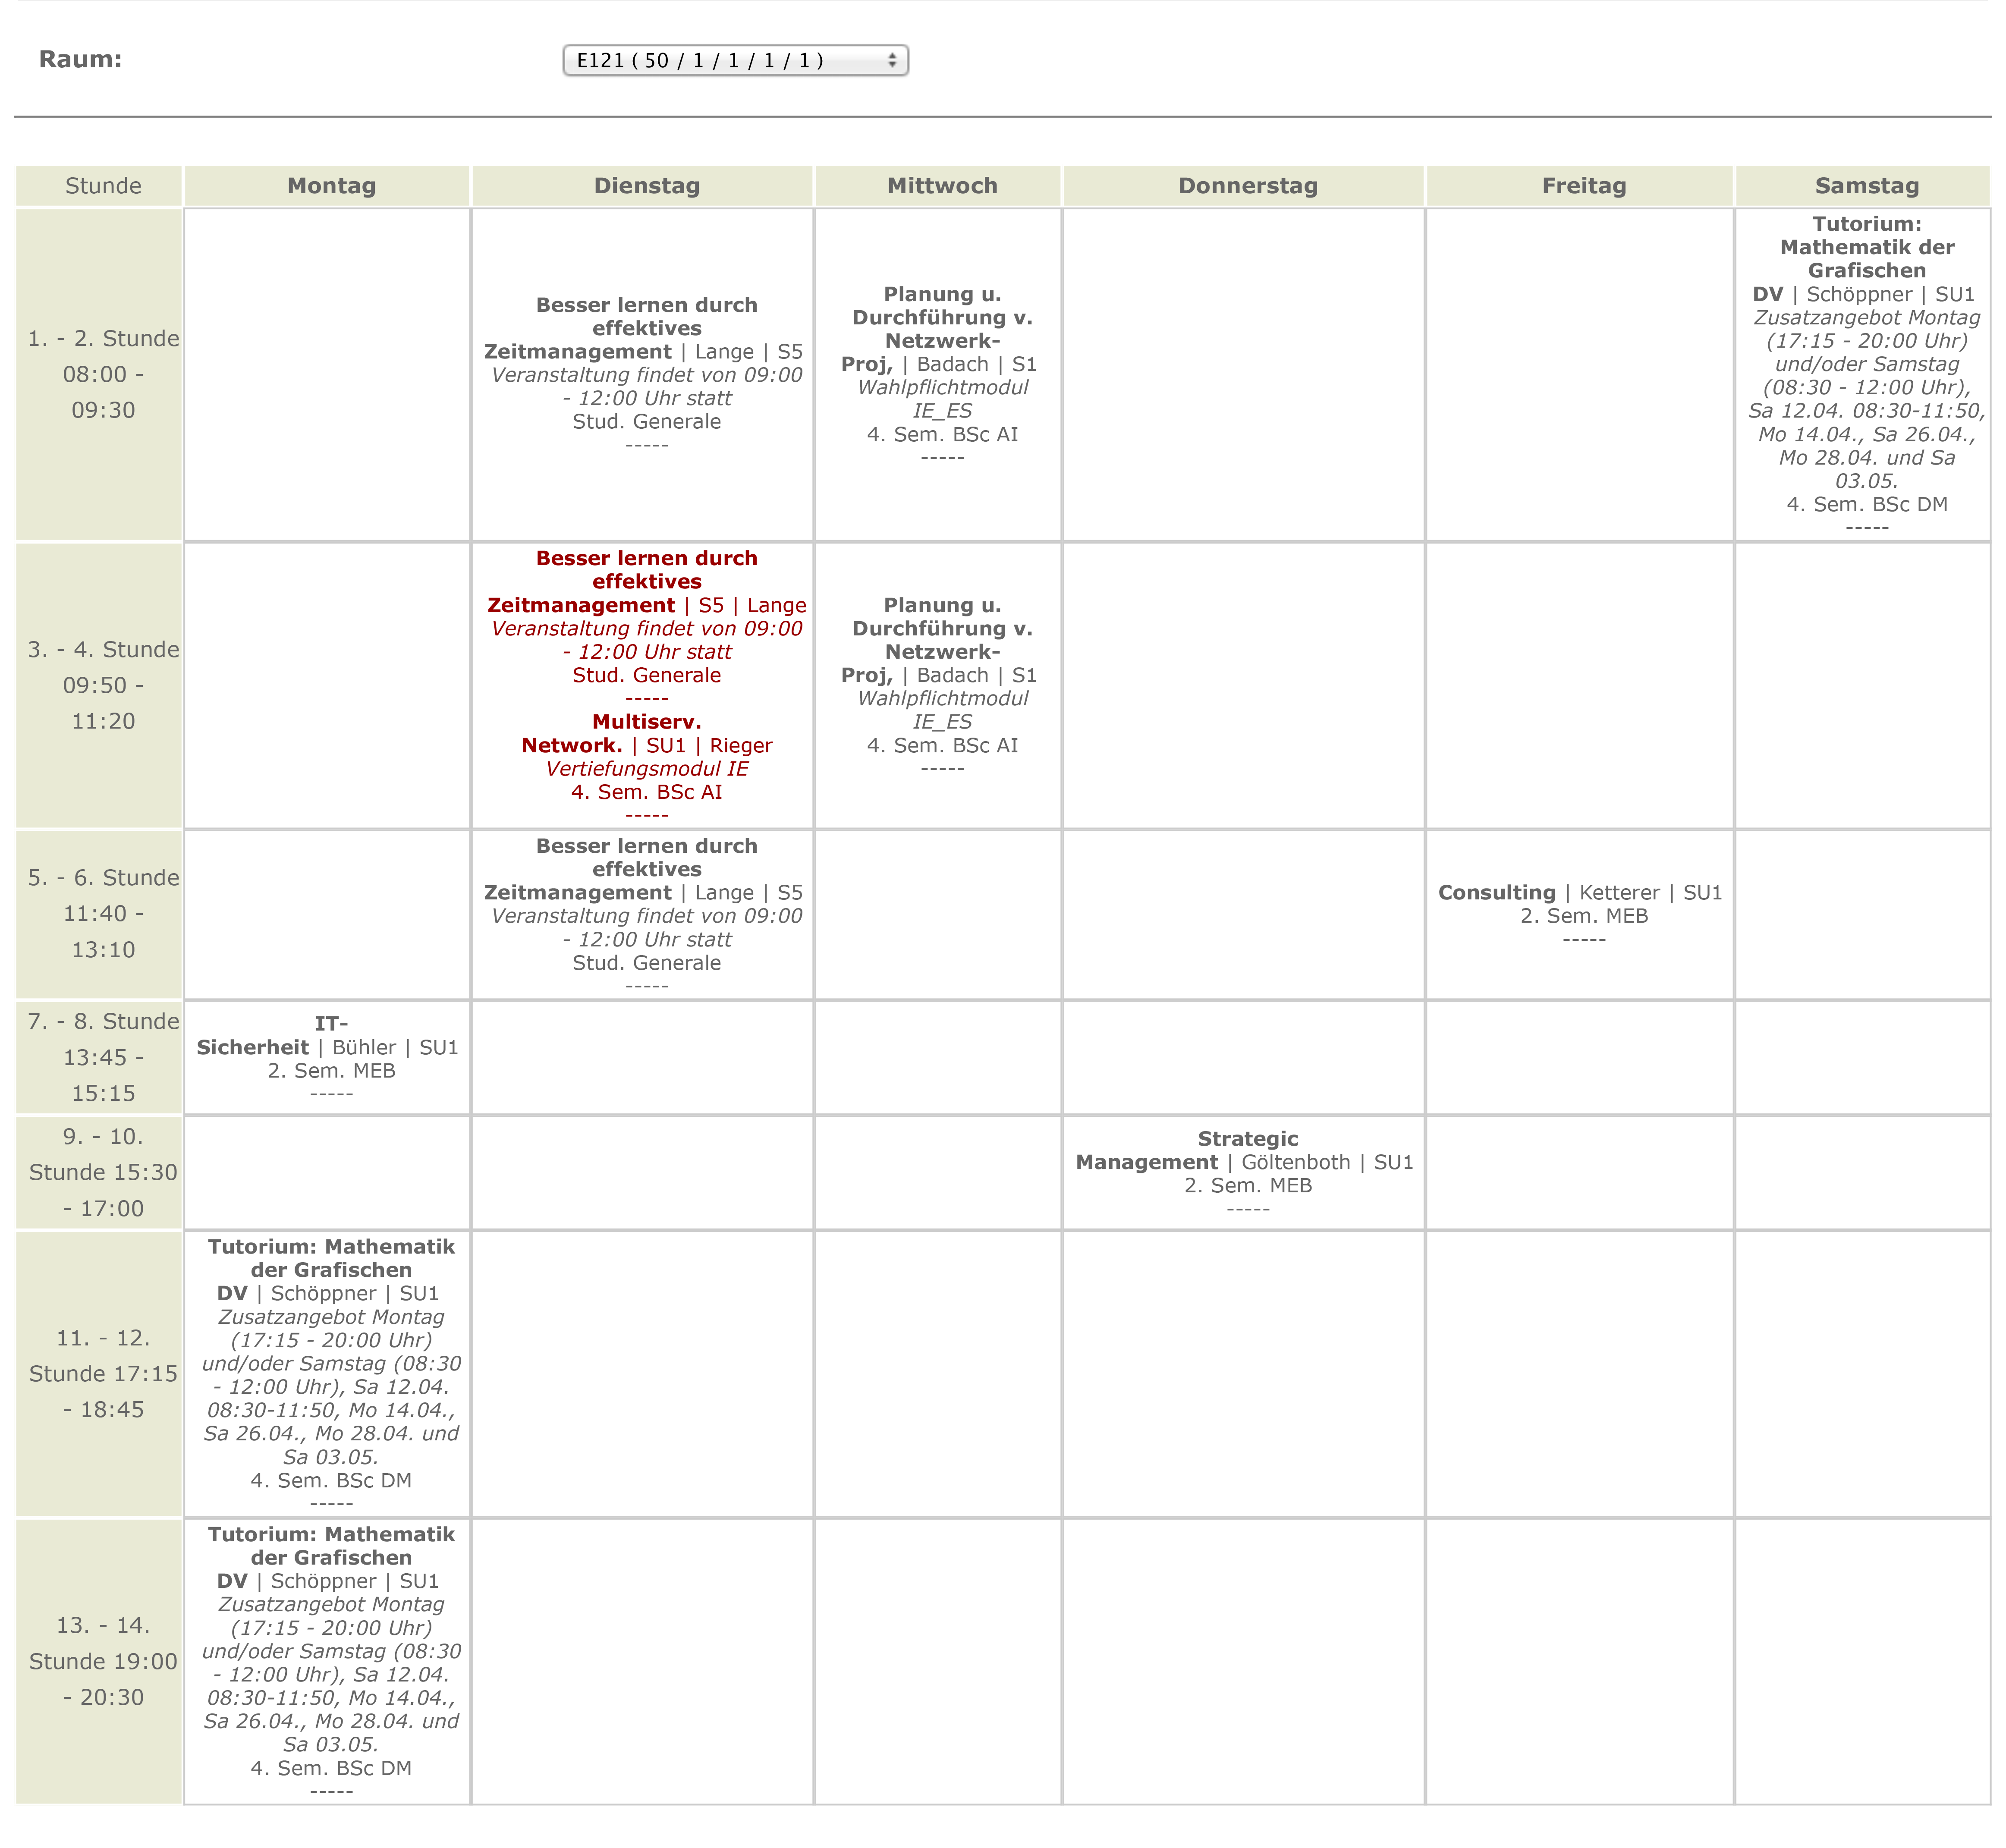 Raum:
E121 ( 50 / 1 / 1 / 1 / 1 )
Stunde
Montag
Dienstag
Mittwoch
Donnerstag
Freitag
Samstag
1. - 2. Stunde
08:00 -
09:30
Besser lernen durch
effektives
Zeitmanagement | Lange | S5
Veranstaltung findet von 09:00
- 12:00 Uhr statt
Stud. Generale
-----
Planung u.
Durchführung v.
Netzwerk-
Proj, | Badach | S1
Wahlpflichtmodul
IE_ES
4. Sem. BSc AI
-----
Tutorium:
Mathematik der
Grafischen
DV | Schöppner | SU1
Zusatzangebot Montag
(17:15 - 20:00 Uhr)
und/oder Samstag
(08:30 - 12:00 Uhr),
Sa 12.04. 08:30-11:50,
Mo 14.04., Sa 26.04.,
Mo 28.04. und Sa
03.05.
4. Sem. BSc DM
-----
3. - 4. Stunde
09:50 -
11:20
Besser lernen durch
effektives
Zeitmanagement | S5 | Lange
Veranstaltung findet von 09:00
- 12:00 Uhr statt
Stud. Generale
-----
Multiserv.
Network. | SU1 | Rieger
Vertiefungsmodul IE
4. Sem. BSc AI
-----
Planung u.
Durchführung v.
Netzwerk-
Proj, | Badach | S1
Wahlpflichtmodul
IE_ES
4. Sem. BSc AI
-----
5. - 6. Stunde
11:40 -
13:10
Besser lernen durch
effektives
Zeitmanagement | Lange | S5
Veranstaltung findet von 09:00
- 12:00 Uhr statt
Stud. Generale
-----
Consulting | Ketterer | SU1
2. Sem. MEB
-----
7. - 8. Stunde
13:45 -
15:15
IT-
Sicherheit | Bühler | SU1
2. Sem. MEB
-----
9. - 10.
Stunde 15:30
- 17:00
Strategic
Management | Göltenboth | SU1
2. Sem. MEB
-----
11. - 12.
Stunde 17:15
- 18:45
Tutorium: Mathematik
der Grafischen
DV | Schöppner | SU1
Zusatzangebot Montag
(17:15 - 20:00 Uhr)
und/oder Samstag (08:30
- 12:00 Uhr), Sa 12.04.
08:30-11:50, Mo 14.04.,
Sa 26.04., Mo 28.04. und
Sa 03.05.
4. Sem. BSc DM
-----
13. - 14.
Stunde 19:00
- 20:30
Tutorium: Mathematik
der Grafischen
DV | Schöppner | SU1
Zusatzangebot Montag
(17:15 - 20:00 Uhr)
und/oder Samstag (08:30
- 12:00 Uhr), Sa 12.04.
08:30-11:50, Mo 14.04.,
Sa 26.04., Mo 28.04. und
Sa 03.05.
4. Sem. BSc DM
-----